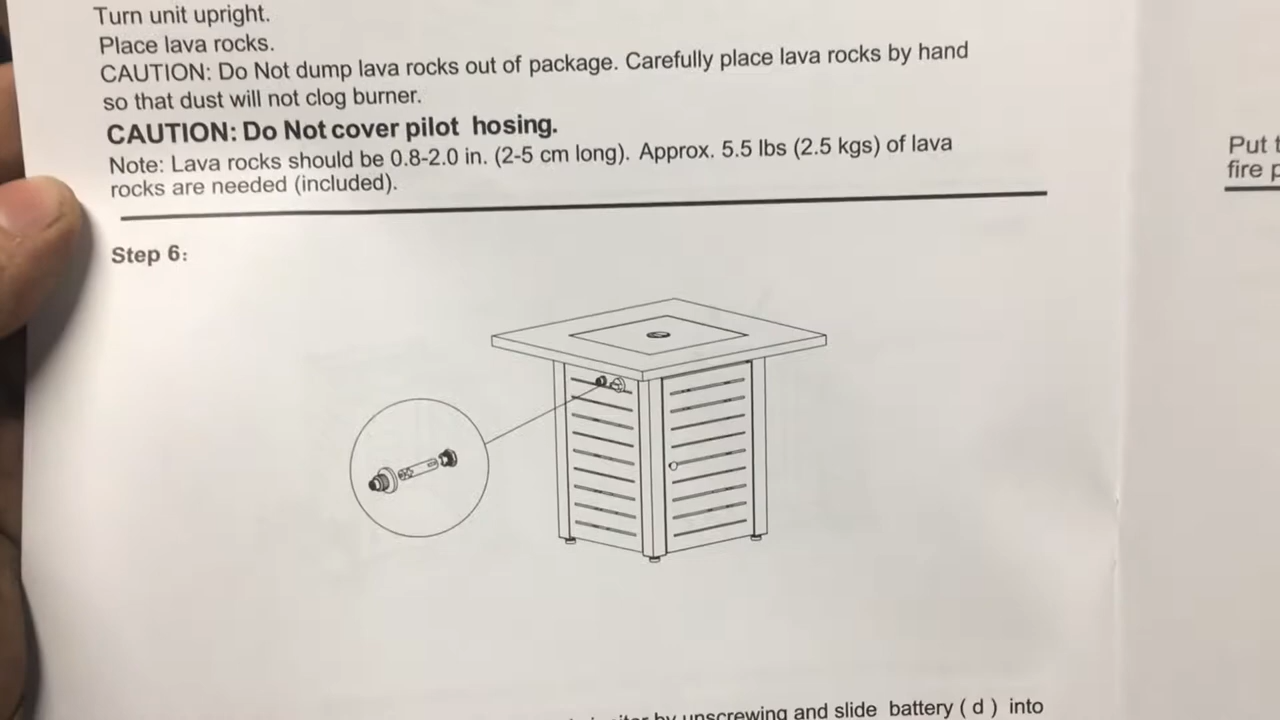 Turn unit upright.
Place lava rocks.
CAUTION: Do Not dump lava rocks out of package. Carefully place lava rocks by hand
so that dust will not clog burner.
CAUTION: Do Not cover pilot hosing.
Note: Lava rocks should be 0.8-2.0 in. (2-5 cm long). Approx. 5.5 lbs (2.5 kgs) of lava
rocks are needed (included).
Step 6:
by unscrewing and slide battery ( d ) into
Put
fire